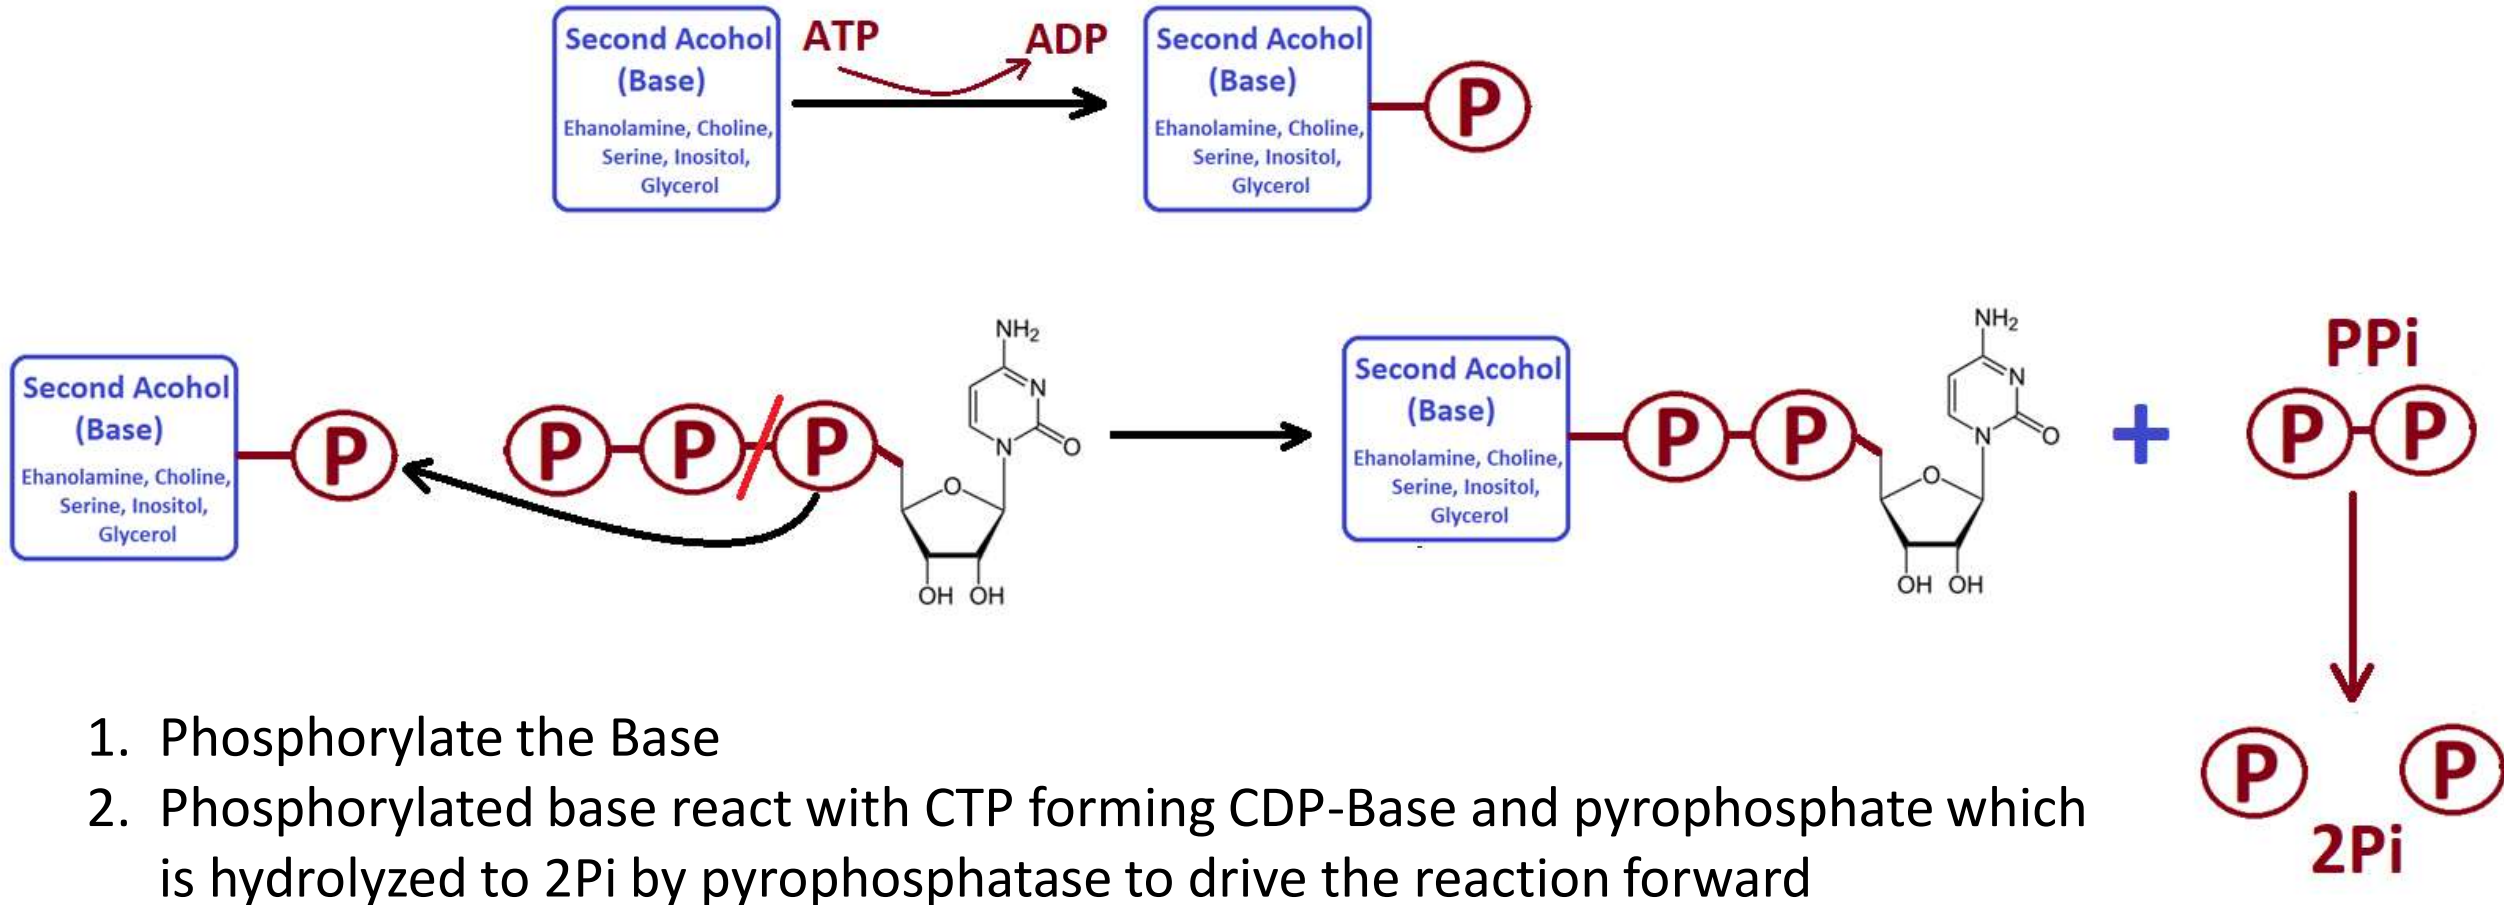 Second Acohol
(Base)
Ehanolamine, Choline,
Serine, Inositol,
Glycerol
ATP
ADP
Second Acohol
(Base)
Ehanolamine, Choline,
Serine, Inositol,
Glycerol
P
Second Acohol
(Base)
Ehanolamine, Choline,
Serine, Inositol,
Glycerol
P
P
P
P
NH₂
N
N
O
O
OH OH
Second Acohol
(Base)
Ehanolamine, Choline,
Serine, Inositol,
Glycerol
P
P
NH₂
N
N
O
O
OH OH
+
PPi
P
P
P
P
2Pi
1. Phosphorylate the Base
2. Phosphorylated base react with CTP forming CDP-Base and pyrophosphate which
is hydrolyzed to 2Pi by pyrophosphatase to drive the reaction forward